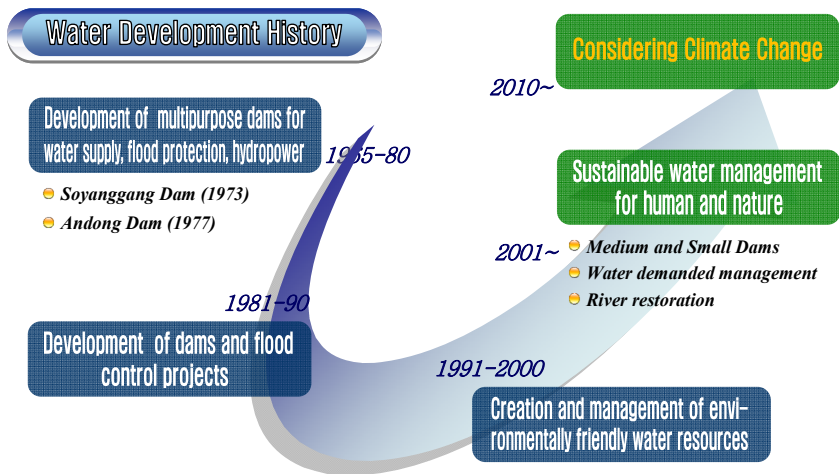 Water Development History
Development of multipurpose dams for
water supply, flood protection, hydropower
1965-80
Soyanggang Dam (1973)
Andong Dam (1977)
1981-90
Development of dams and flood
control projects
1991-2000
Creation and management of envi-
ronmentally friendly water resources
2001~
Sustainable water management
for human and nature
Medium and Small Dams
Water demanded management
River restoration
2010~
Considering Climate Change